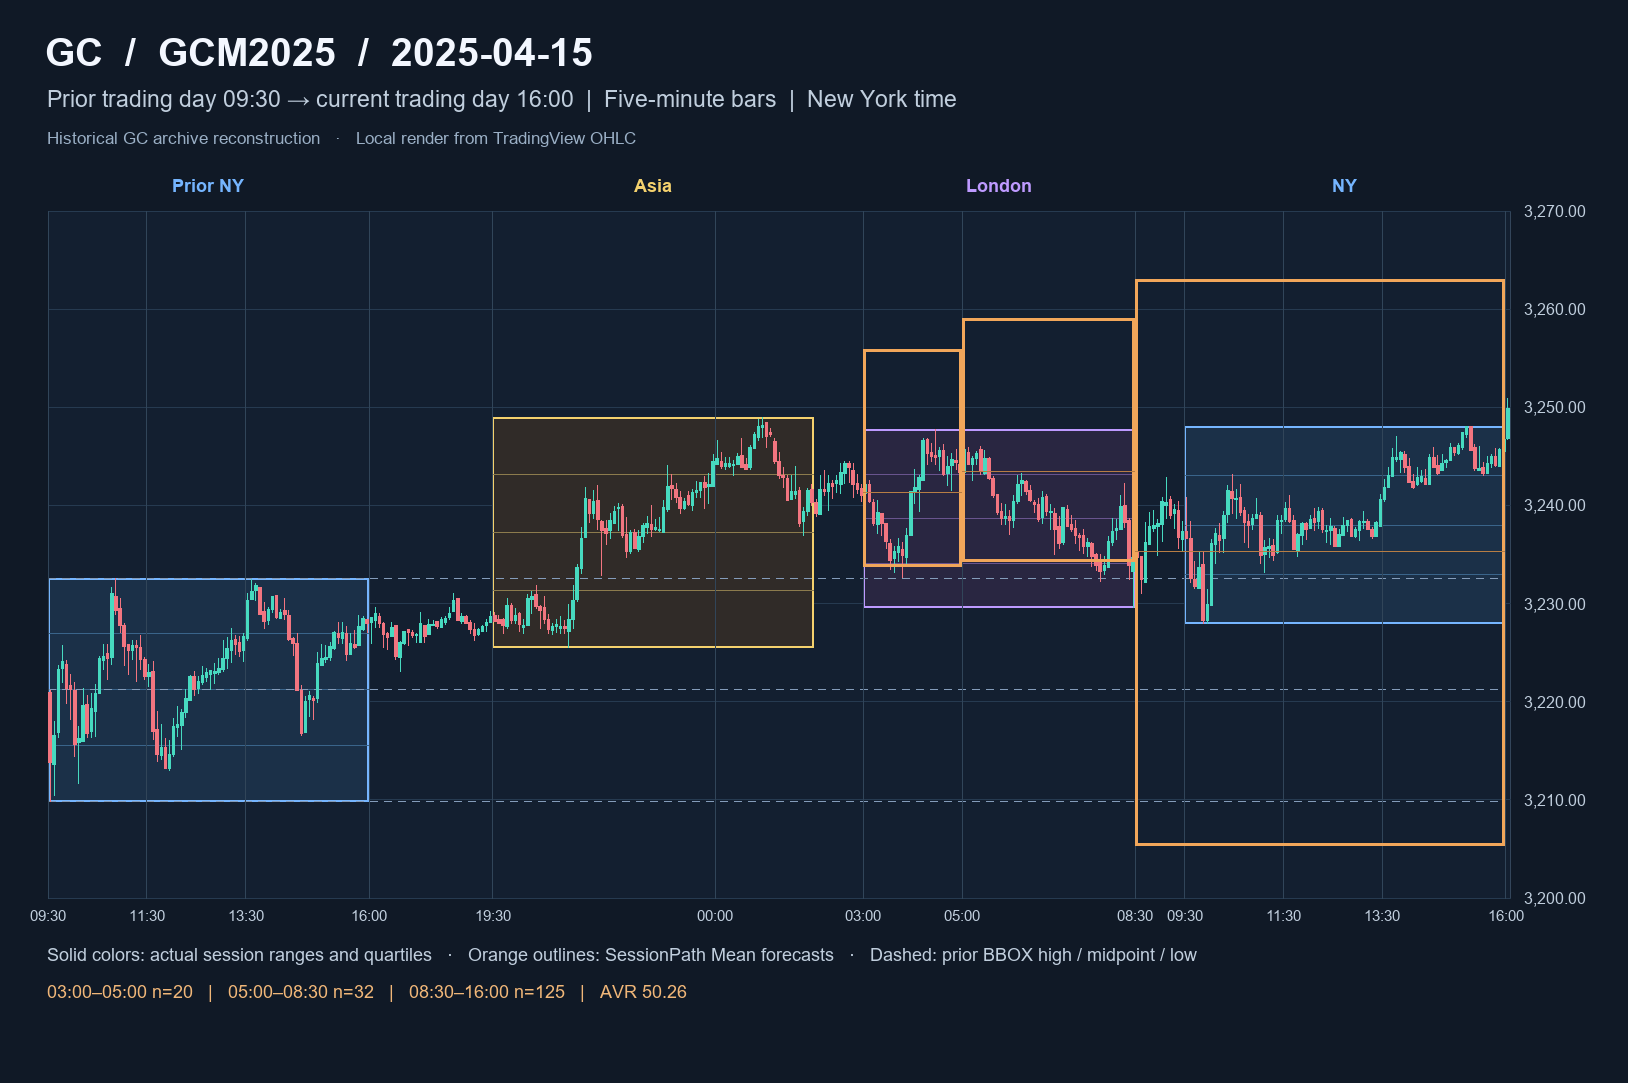 GC / GCM2025 / 2025-04-15
Prior trading day 09:30 → current trading day 16:00 | Five-minute bars | New York time
Historical GC archive reconstruction · Local render from TradingView OHLC
Prior NY Asia London NY
3,270.00
3,260.00
3,250.00
3,240.00
3,230.00
3,220.00
3,210.00
3,200.00
09:30 11:30 13:30 16:00 19:30 00:00 03:00 05:00 08:30 09:30 11:30 13:30 16:00
Solid colors: actual session ranges and quartiles · Orange outlines: SessionPath Mean forecasts · Dashed: prior BBOX high / midpoint / low
03:00–05:00 n=20 | 05:00–08:30 n=32 | 08:30–16:00 n=125 | AVR 50.26